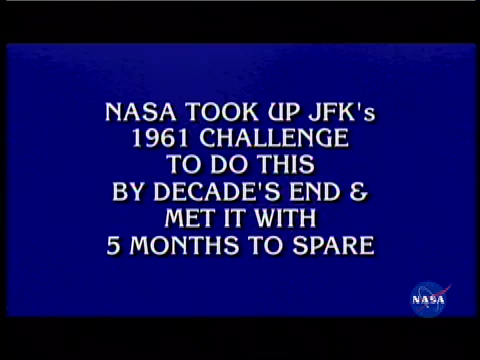 NASA TOOK UP JFK's
1961 CHALLENGE
TO DO THIS
BY DECADE'S END &
MET IT WITH
5 MONTHS TO SPARE
NASA